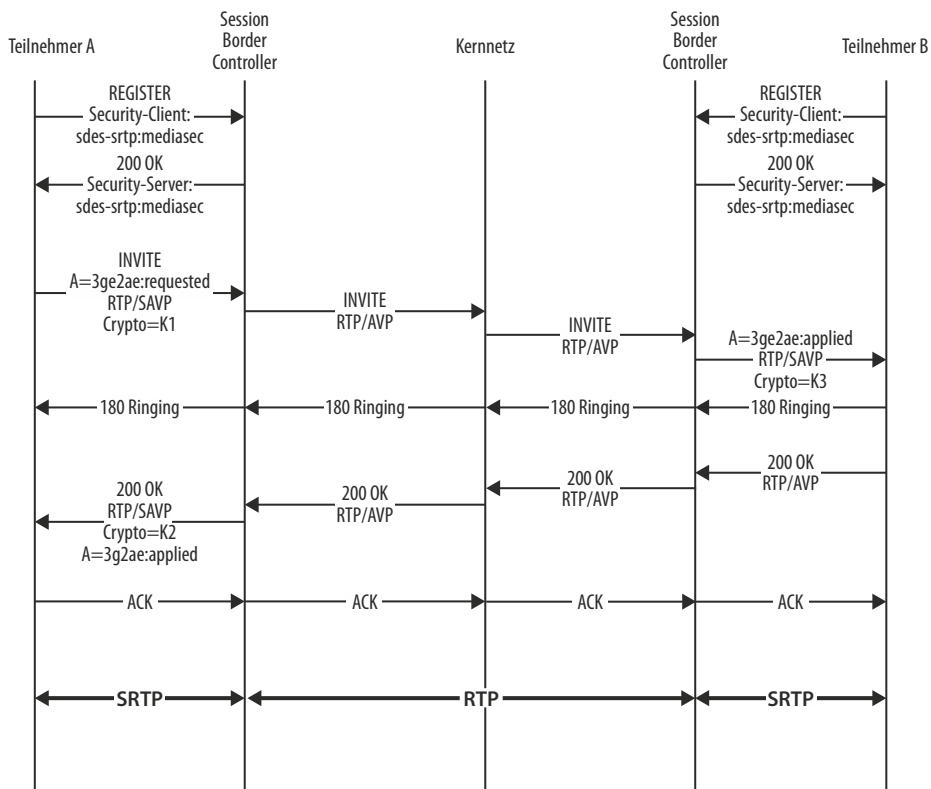 Teilnehmer A
Session
Border
Controller
Kernnetz
Session
Border
Controller
Teilnehmer B
REGISTER
Security-Client:
sdes-srtp:mediasec
REGISTER
Security-Client:
sdes-srtp:mediasec
200 OK
Security-Server:
sdes-srtp:mediasec
200 OK
Security-Server:
sdes-srtp:mediasec
INVITE
A=3ge2ae:requested
RTP/SAVP
Crypto=K1
INVITE
RTP/AVP
INVITE
RTP/AVP
A=3ge2ae:applied
RTP/SAVP
Crypto=K3
180 Ringing
180 Ringing
180 Ringing
180 Ringing
200 OK
RTP/SAVP
Crypto=K2
A=3g2ae:applied
200 OK
RTP/AVP
200 OK
RTP/AVP
200 OK
RTP/AVP
ACK
ACK
ACK
ACK
SRTP
RTP
SRTP